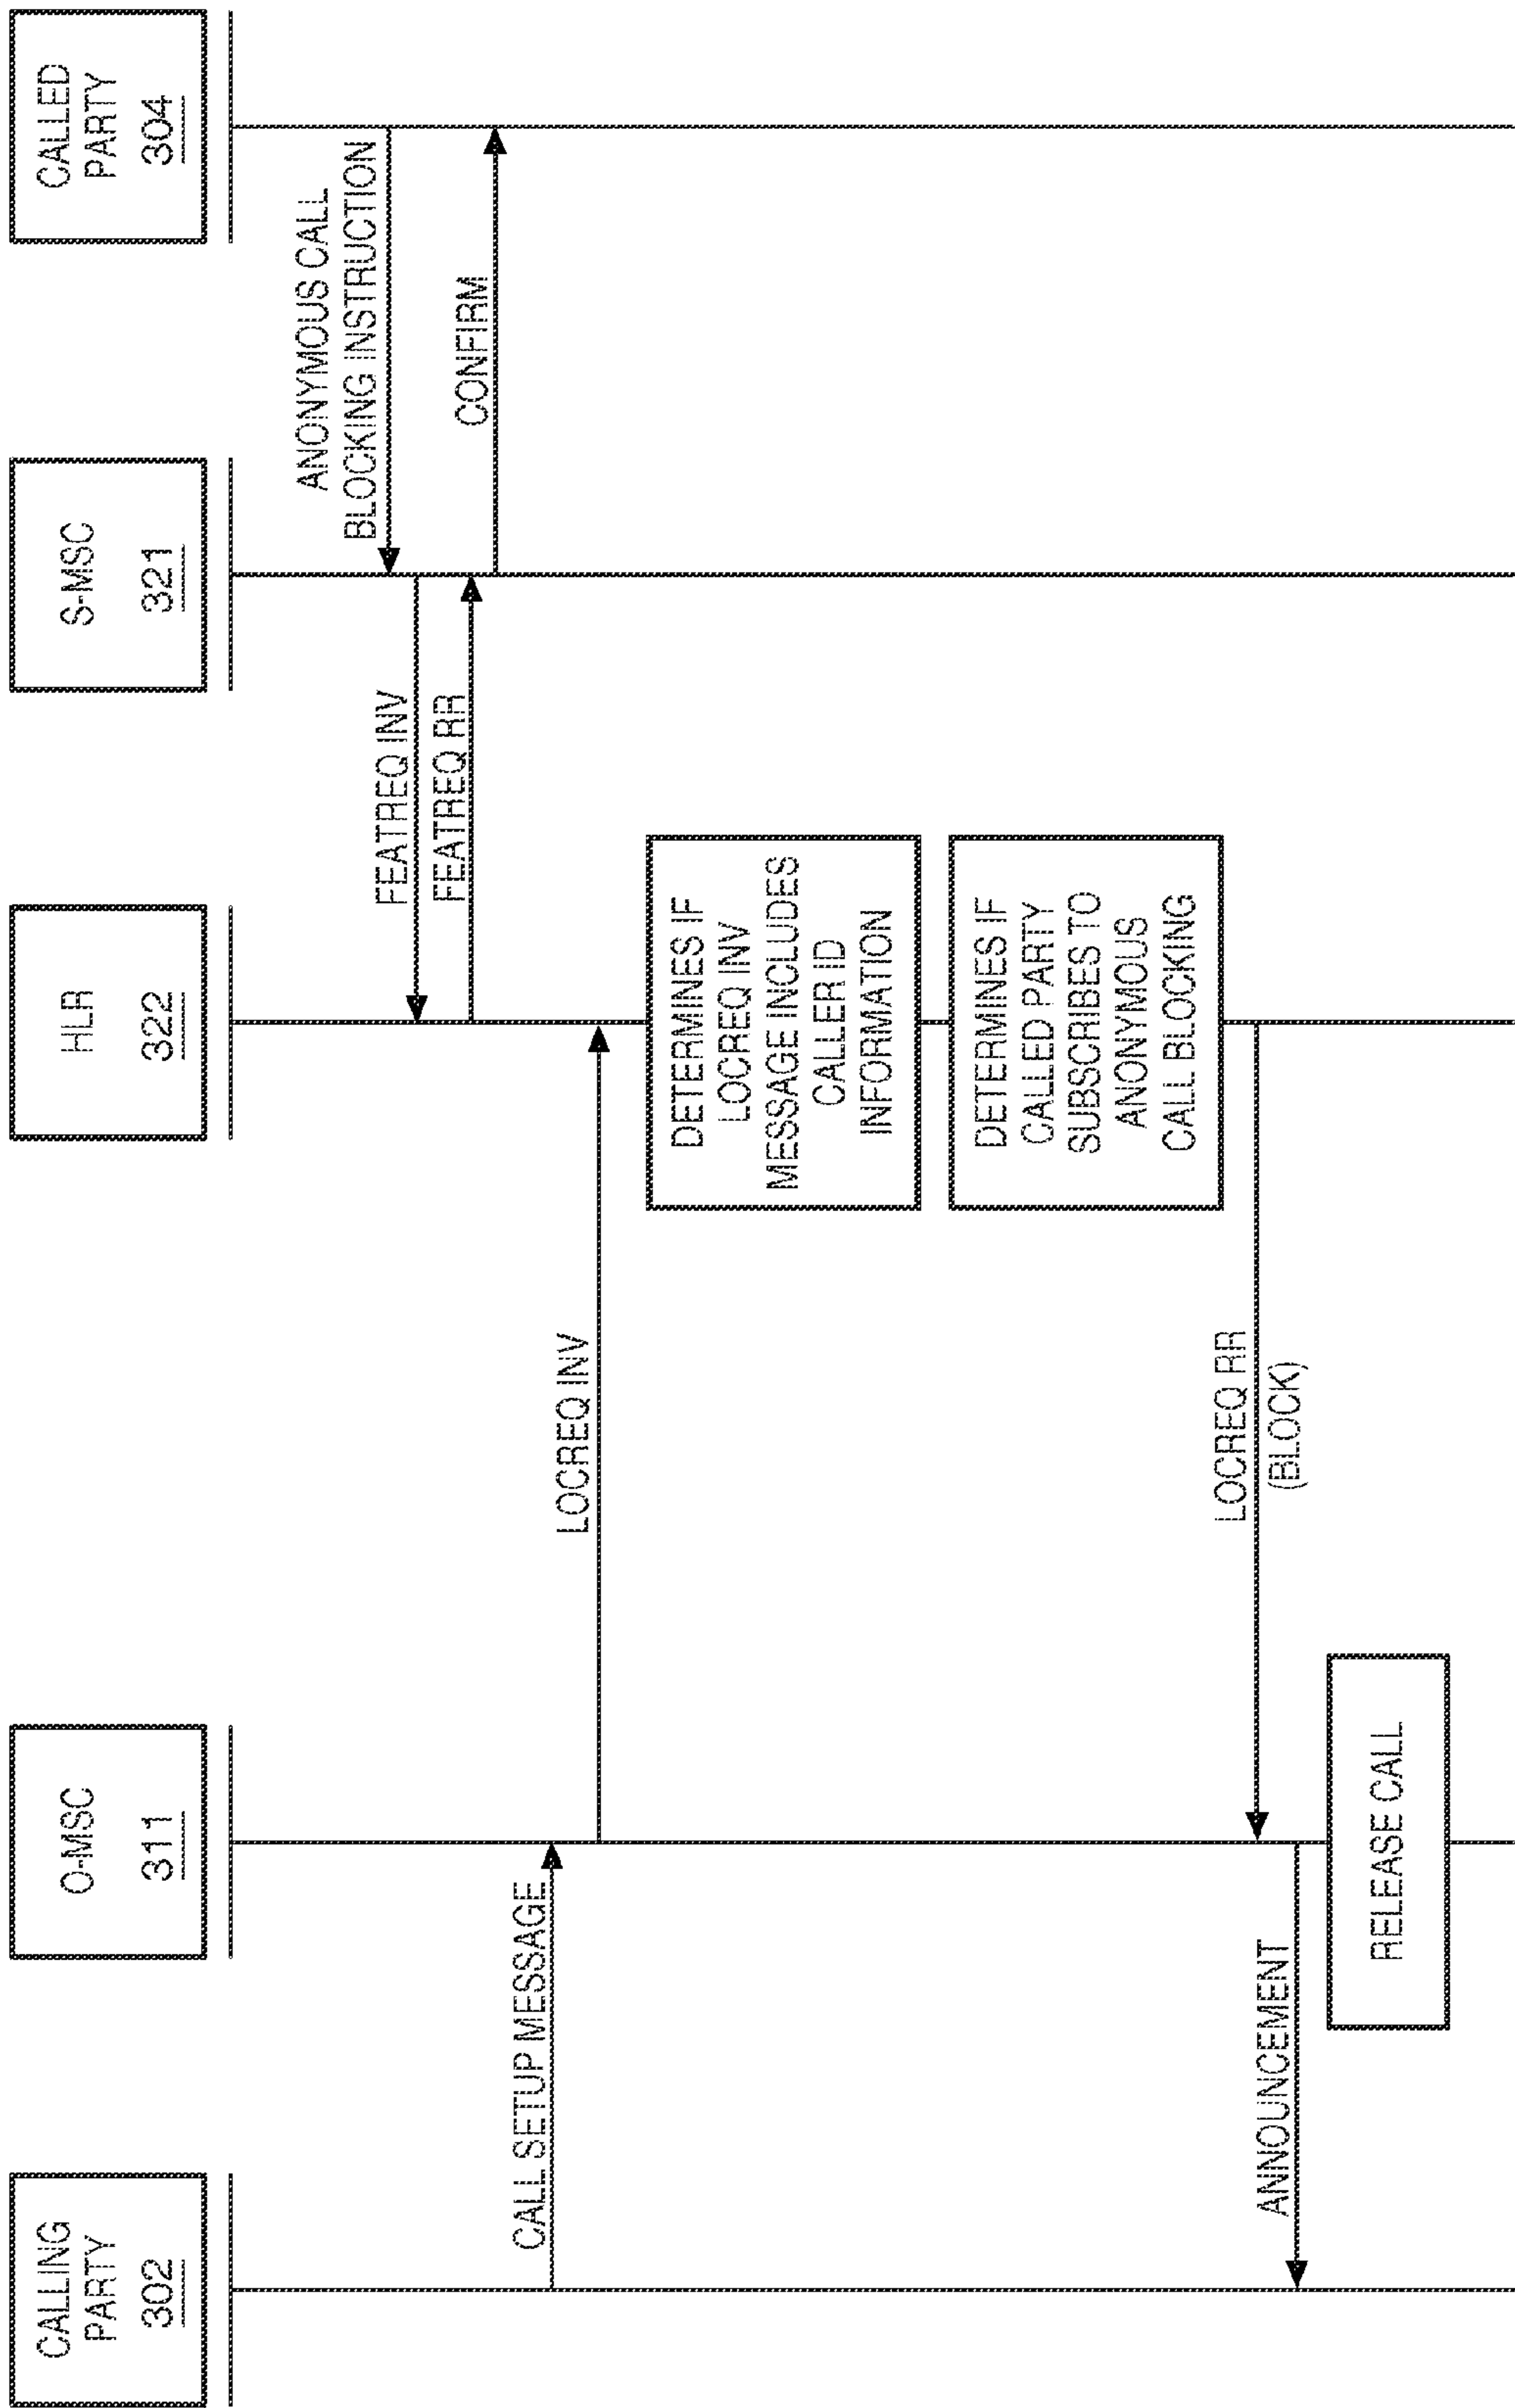 CALLING
PARTY
302
O-MSC
311
HLR
322
S-MSC
321
CALLED
PARTY
304
ANONYMOUS CALL
BLOCKING INSTRUCTION
FEATREQ INV
FEATREQ RR
CONFIRM
CALL SETUP MESSAGE
LOCREQ INV
DETERMINES IF
LOCREQ INV
MESSAGE INCLUDES
CALLER ID
INFORMATION
DETERMINES IF
CALLED PARTY
SUBSCRIBES TO
ANONYMOUS
CALL BLOCKING
LOCREQ RR
(BLOCK)
ANNOUNCEMENT
RELEASE CALL